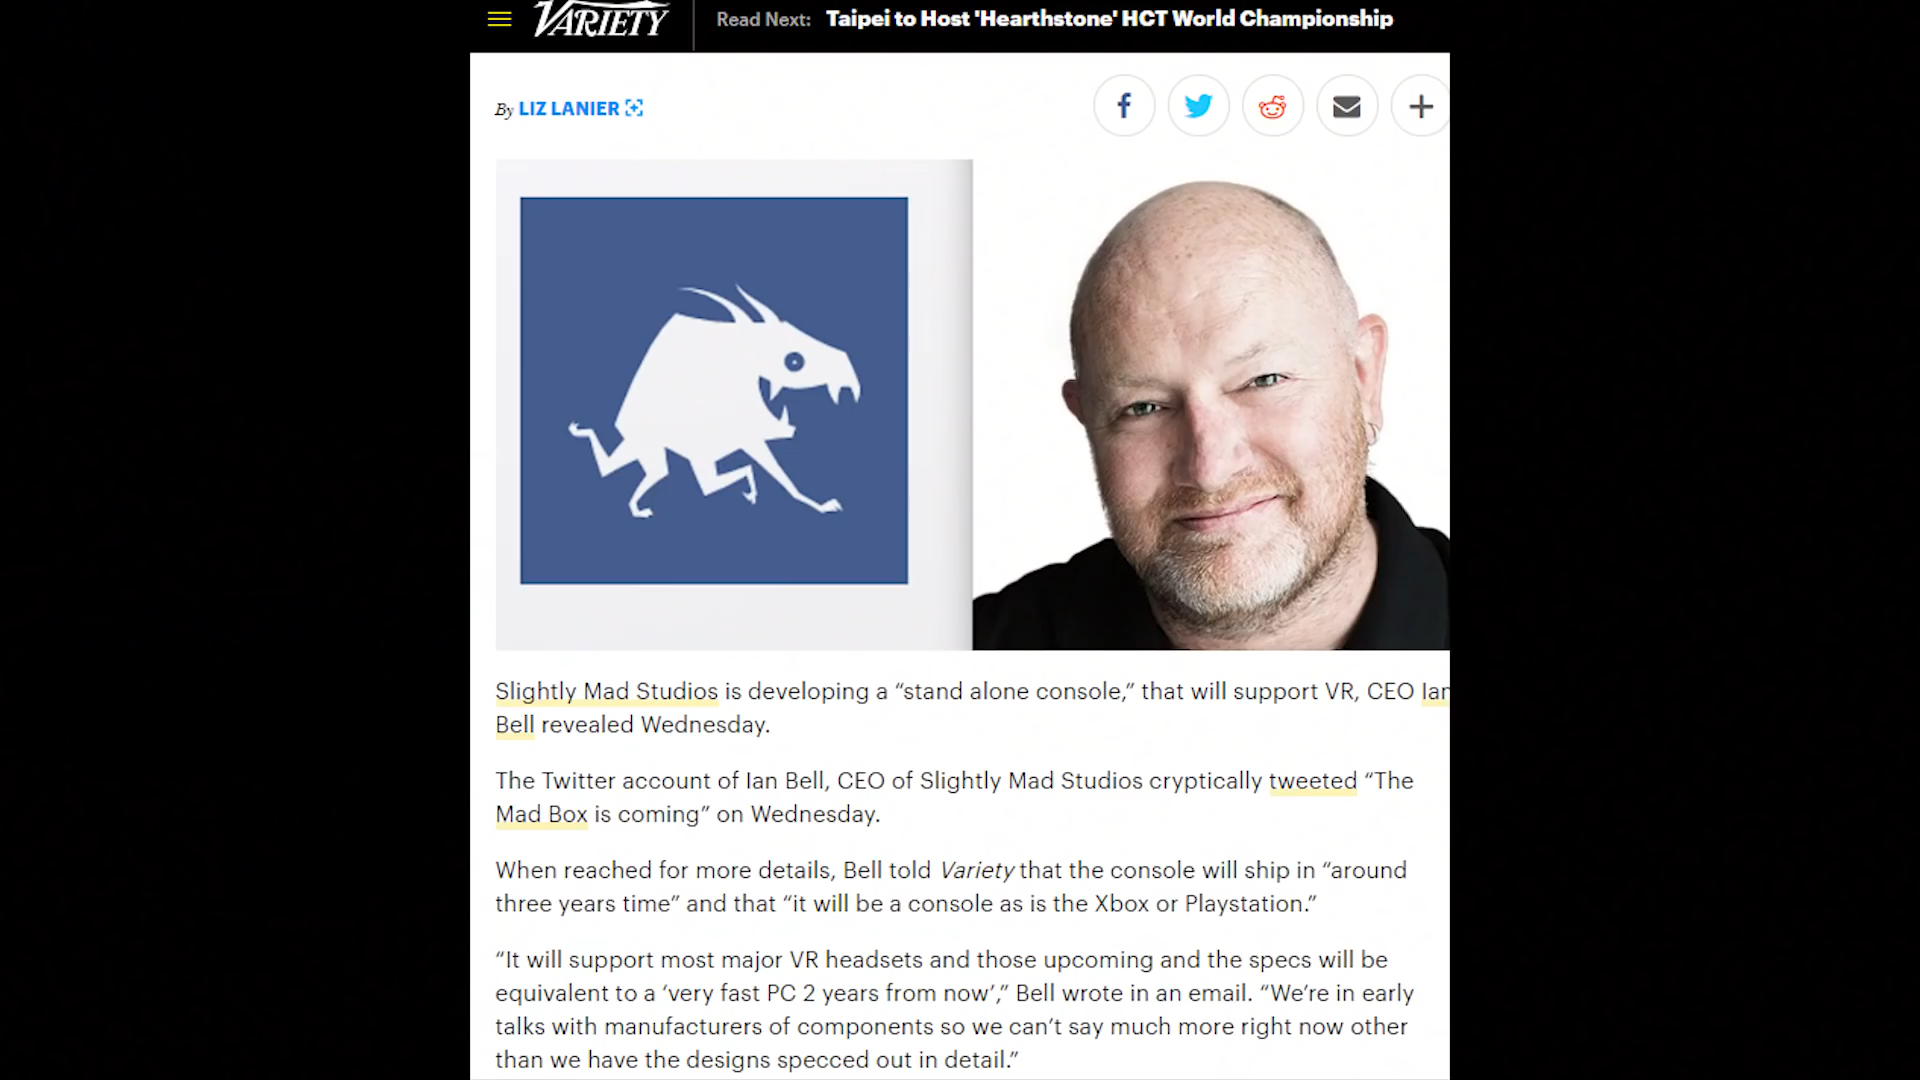 VARIETY
Read Next: Taipei to Host 'Hearthstone' HCT World Championship
By LIZ LANIER
Slightly Mad Studios is developing a “stand alone console,” that will support VR, CEO Ian
Bell revealed Wednesday.
The Twitter account of Ian Bell, CEO of Slightly Mad Studios cryptically tweeted “The
Mad Box is coming” on Wednesday.
When reached for more details, Bell told Variety that the console will ship in “around
three years time” and that “it will be a console as is the Xbox or Playstation.”
“It will support most major VR headsets and those upcoming and the specs will be
equivalent to a ‘very fast PC 2 years from now’,” Bell wrote in an email. “We’re in early
talks with manufacturers of components so we can’t say much more right now other
than we have the designs specced out in detail.”